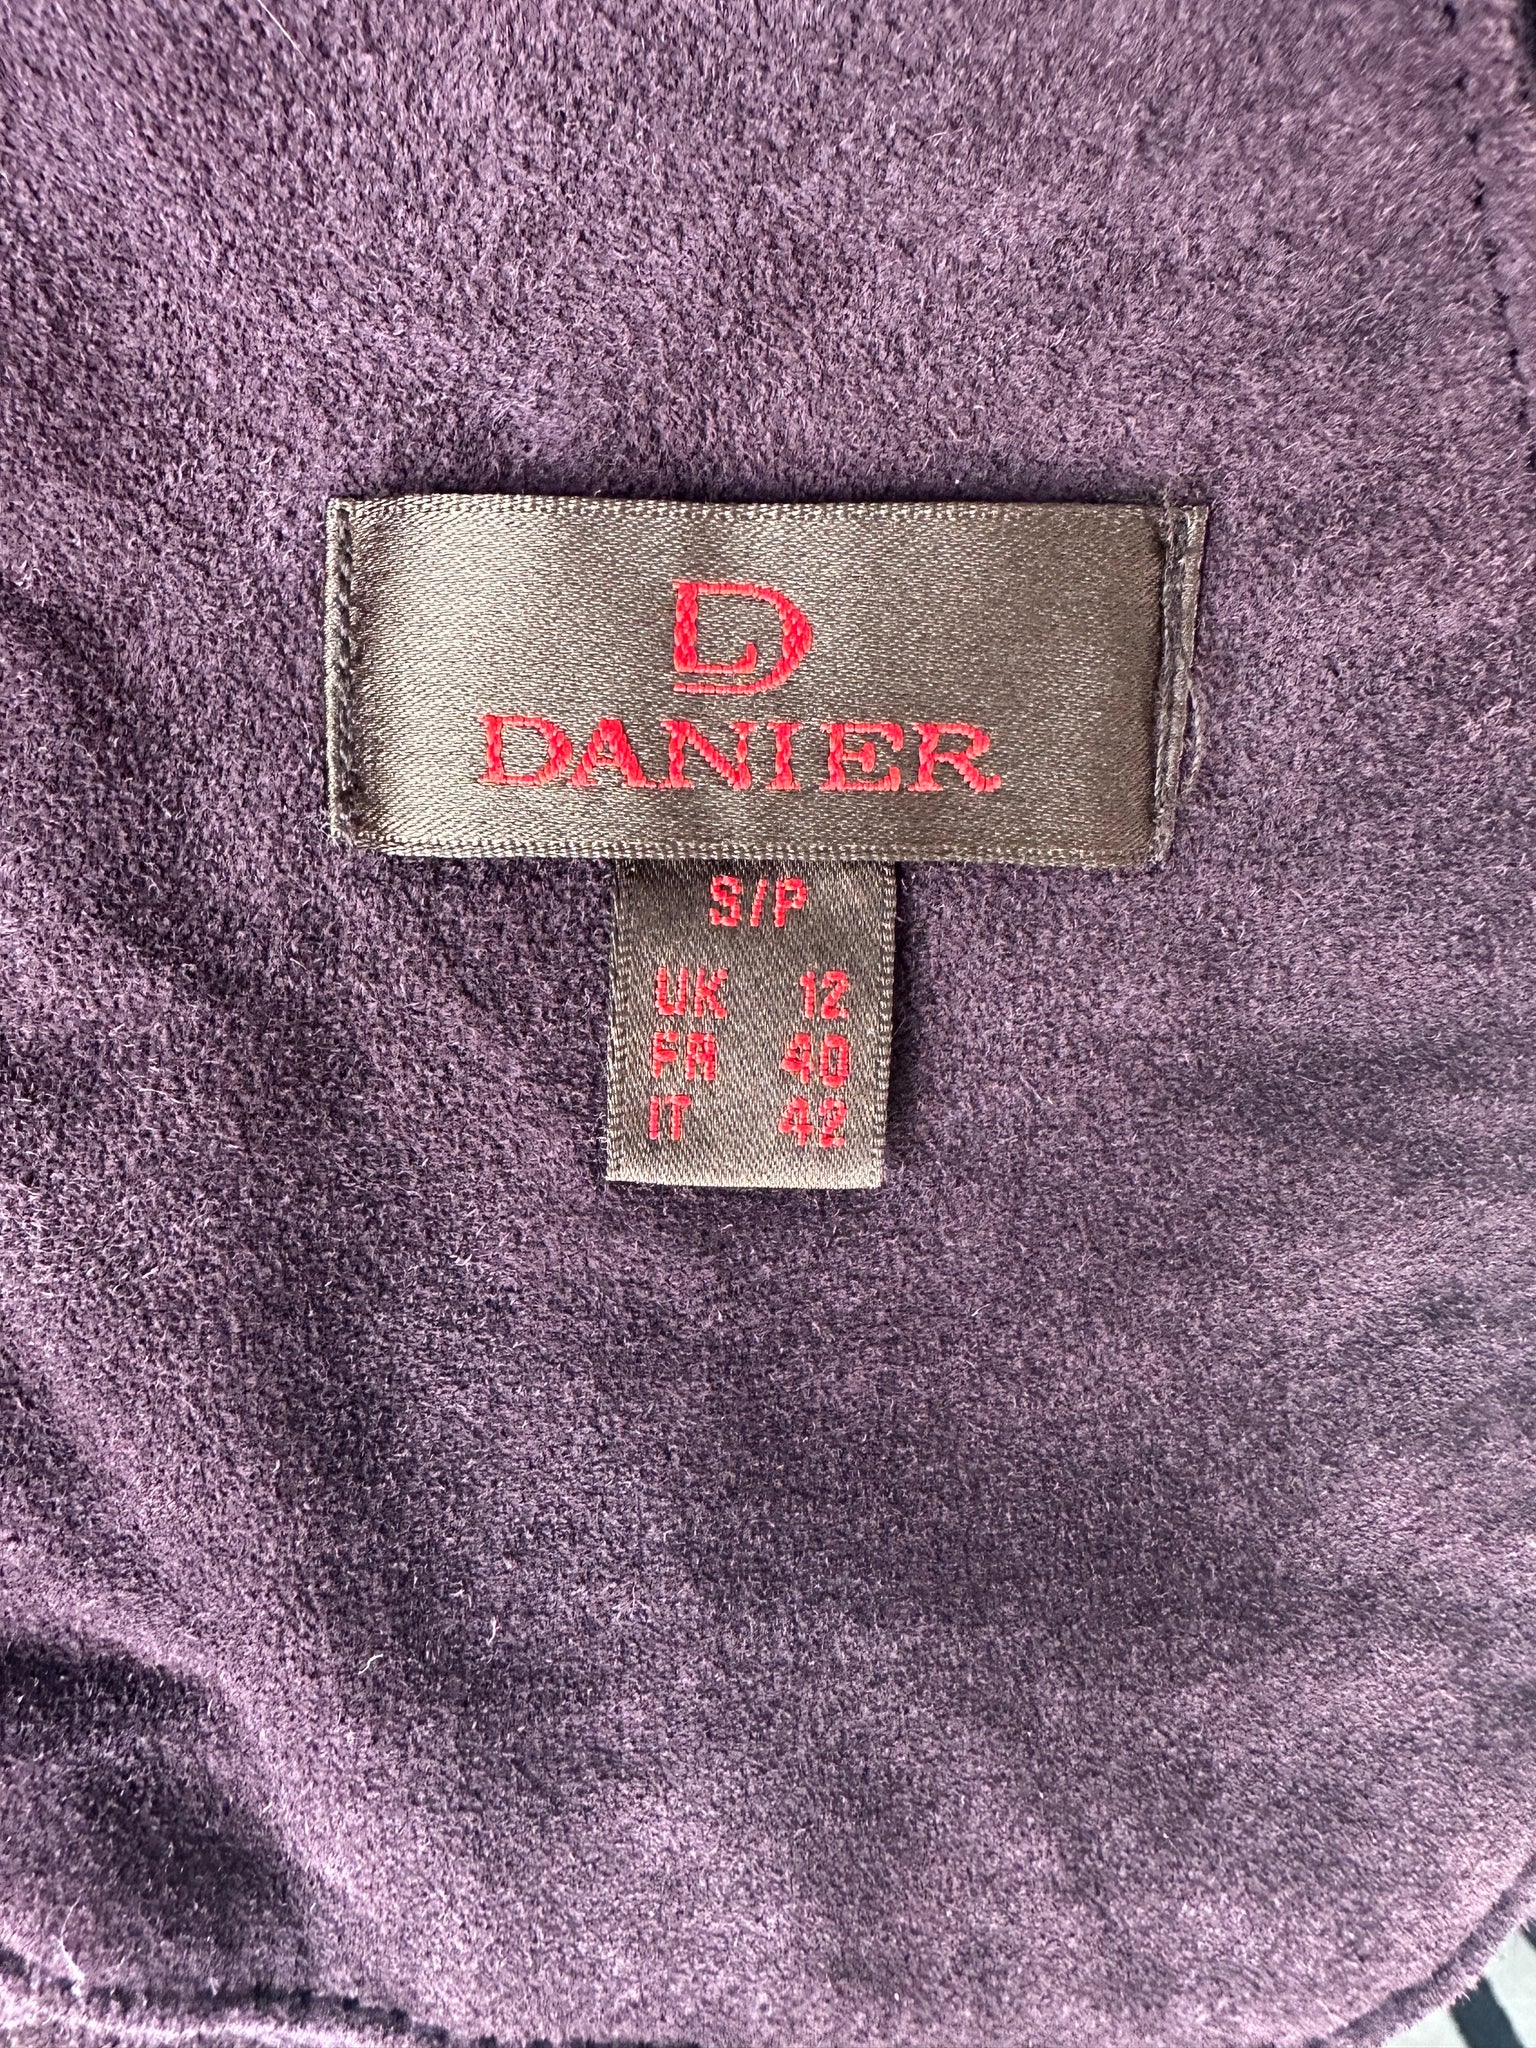 D
DANIER
S/P
UK 12
FR 40
IT 42